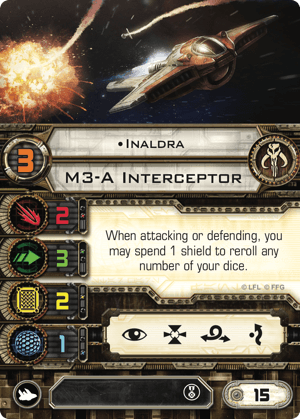 •Inaldra
3
M3-A Interceptor
2
When attacking or defending, you
may spend 1 shield to reroll any
number of your dice.
3
© LFL © FFG
2
1
15